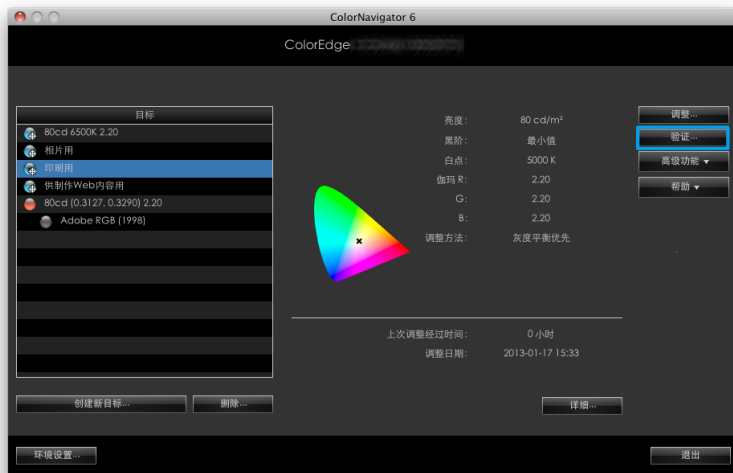 ColorNavigator 6
ColorEdge
目标
80cd 6500K 2.20
相片用
印刷用
供制作Web内容用
80cd (0.3127, 0.3290) 2.20
Adobe RGB (1998)
创建新目标...
删除...
亮度: 80 cd/m²
黑阶: 最小值
白点: 5000 K
伽玛 R: 2.20
G: 2.20
B: 2.20
调整方法: 灰度平衡优先
上次调整经过时间: 0 小时
调整日期: 2013-01-17 15:33
详细...
调整...
验证...
高级功能
帮助
环境设置...
退出